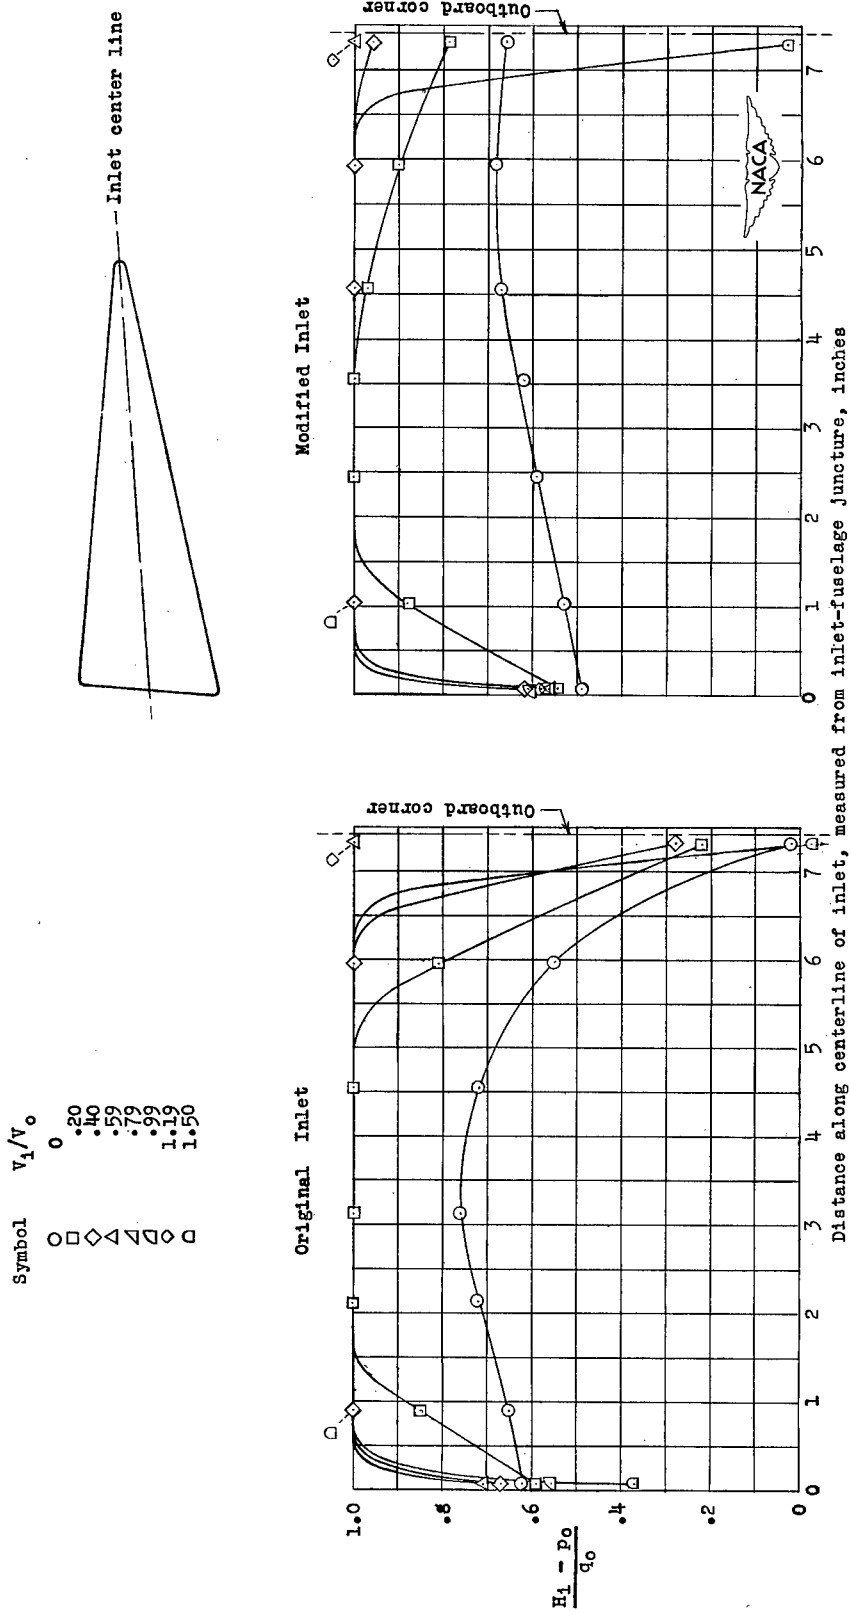 Symbol V₁/V₀
○ 0
□ .20
◇ .40
△ .59
.79
.99
◇ 1.19
1.50
Inlet center line
Original Inlet
Modified Inlet
Outboard corner
Outboard corner
H₁ - p₀
q₀
1.0
.8
.6
.4
.2
0
0 1 2 3 4 5 6 7
0 1 2 3 4 5 6 7
NACA
Distance along centerline of inlet, measured from inlet-fuselage juncture, inches